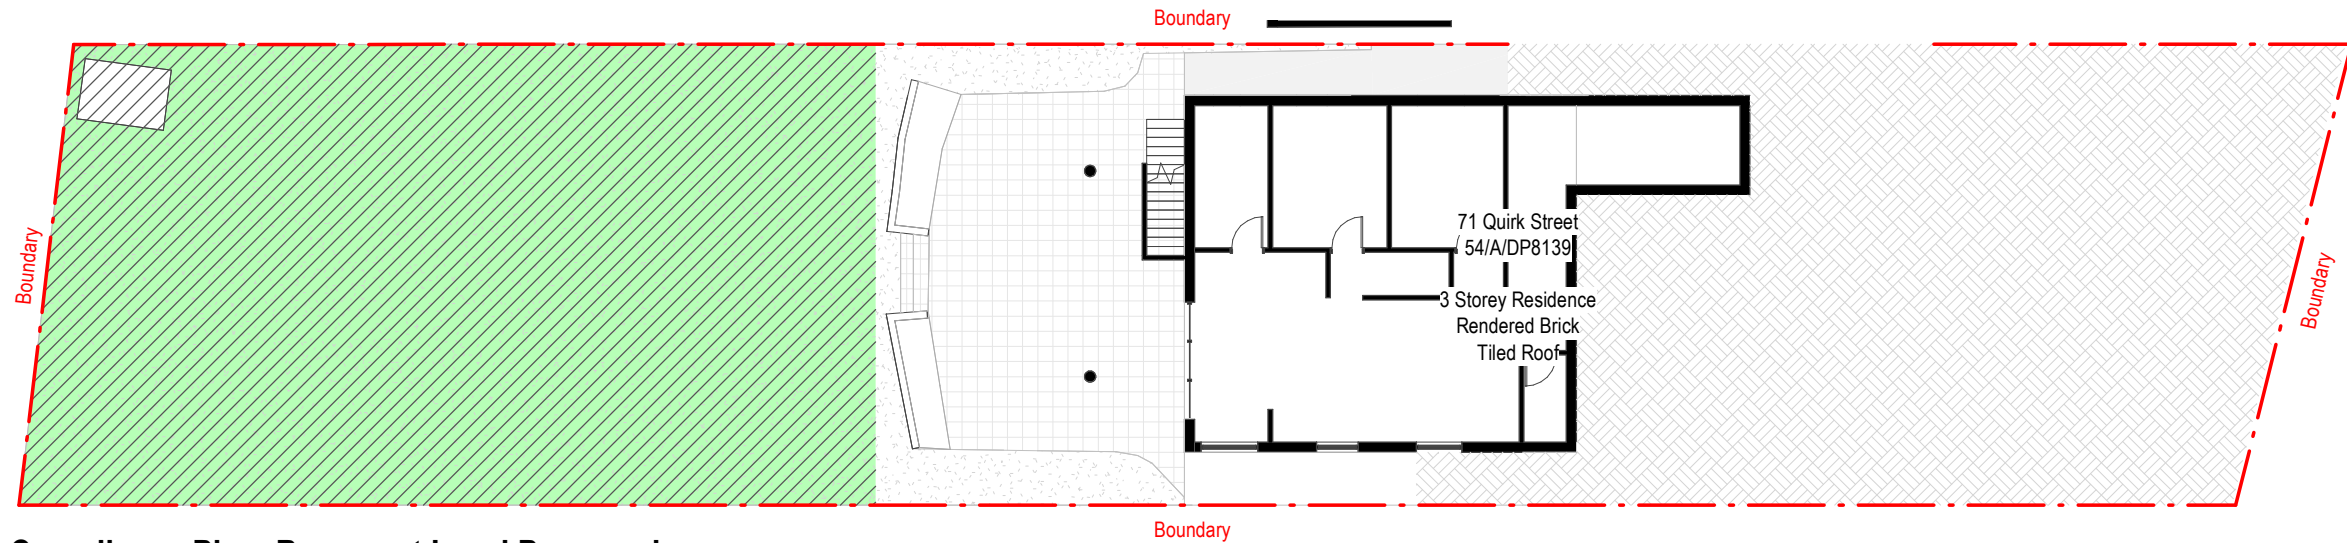 Boundary
Boundary
71 Quirk Street
54/A/DP8139
3 Storey Residence
Rendered Brick
Tiled Roof
Boundary
Boundary